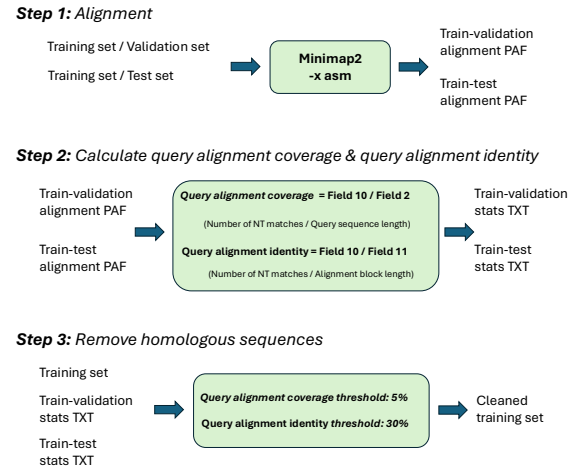 Step 1: Alignment
Training set / Validation set
Training set / Test set
Minimap2
-x asm
Train-validation
alignment PAF
Train-test
alignment PAF
Step 2: Calculate query alignment coverage & query alignment identity
Train-validation
alignment PAF
Train-test
alignment PAF
Query alignment coverage = Field 10 / Field 2
(Number of NT matches / Query sequence length)
Query alignment identity = Field 10 / Field 11
(Number of NT matches / Alignment block length)
Train-validation
stats TXT
Train-test
stats TXT
Step 3: Remove homologous sequences
Training set
Train-validation
stats TXT
Train-test
stats TXT
Query alignment coverage threshold: 5%
Query alignment identity threshold: 30%
Cleaned
training set